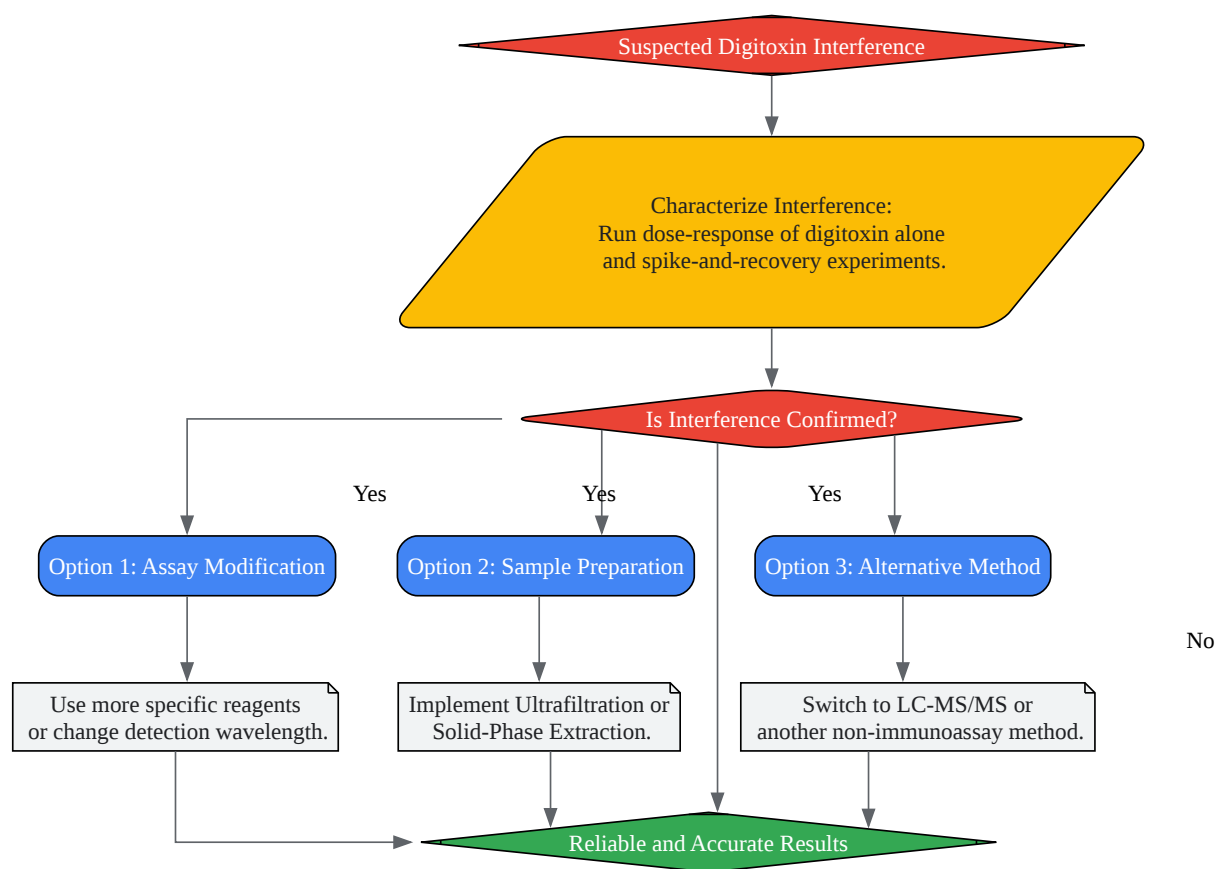 Suspected Digitoxin Interference
Characterize Interference:
Run dose-response of digitoxin alone
and spike-and-recovery experiments.
Is Interference Confirmed?
Yes
Yes
Yes
Option 1: Assay Modification
Option 2: Sample Preparation
Option 3: Alternative Method
No
Use more specific reagents
or change detection wavelength.
Implement Ultrafiltration or
Solid-Phase Extraction.
Switch to LC-MS/MS or
another non-immunoassay method.
Reliable and Accurate Results